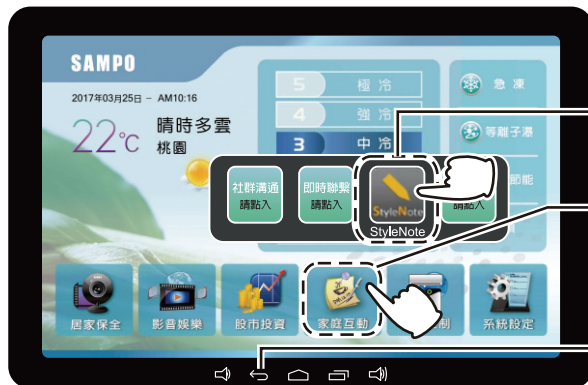 SAMPO
2017年03月25日 - AM10:16
22℃
晴時多雲
桃園
5 極冷
4 強冷
3 中冷
急凍
等離子瀑
節能
社群溝通
請點入
即時聯繫
請點入
StyleNote
StyleNote
請點入
居家保全
影音娛樂
股市投資
家庭互動
制
系統設定